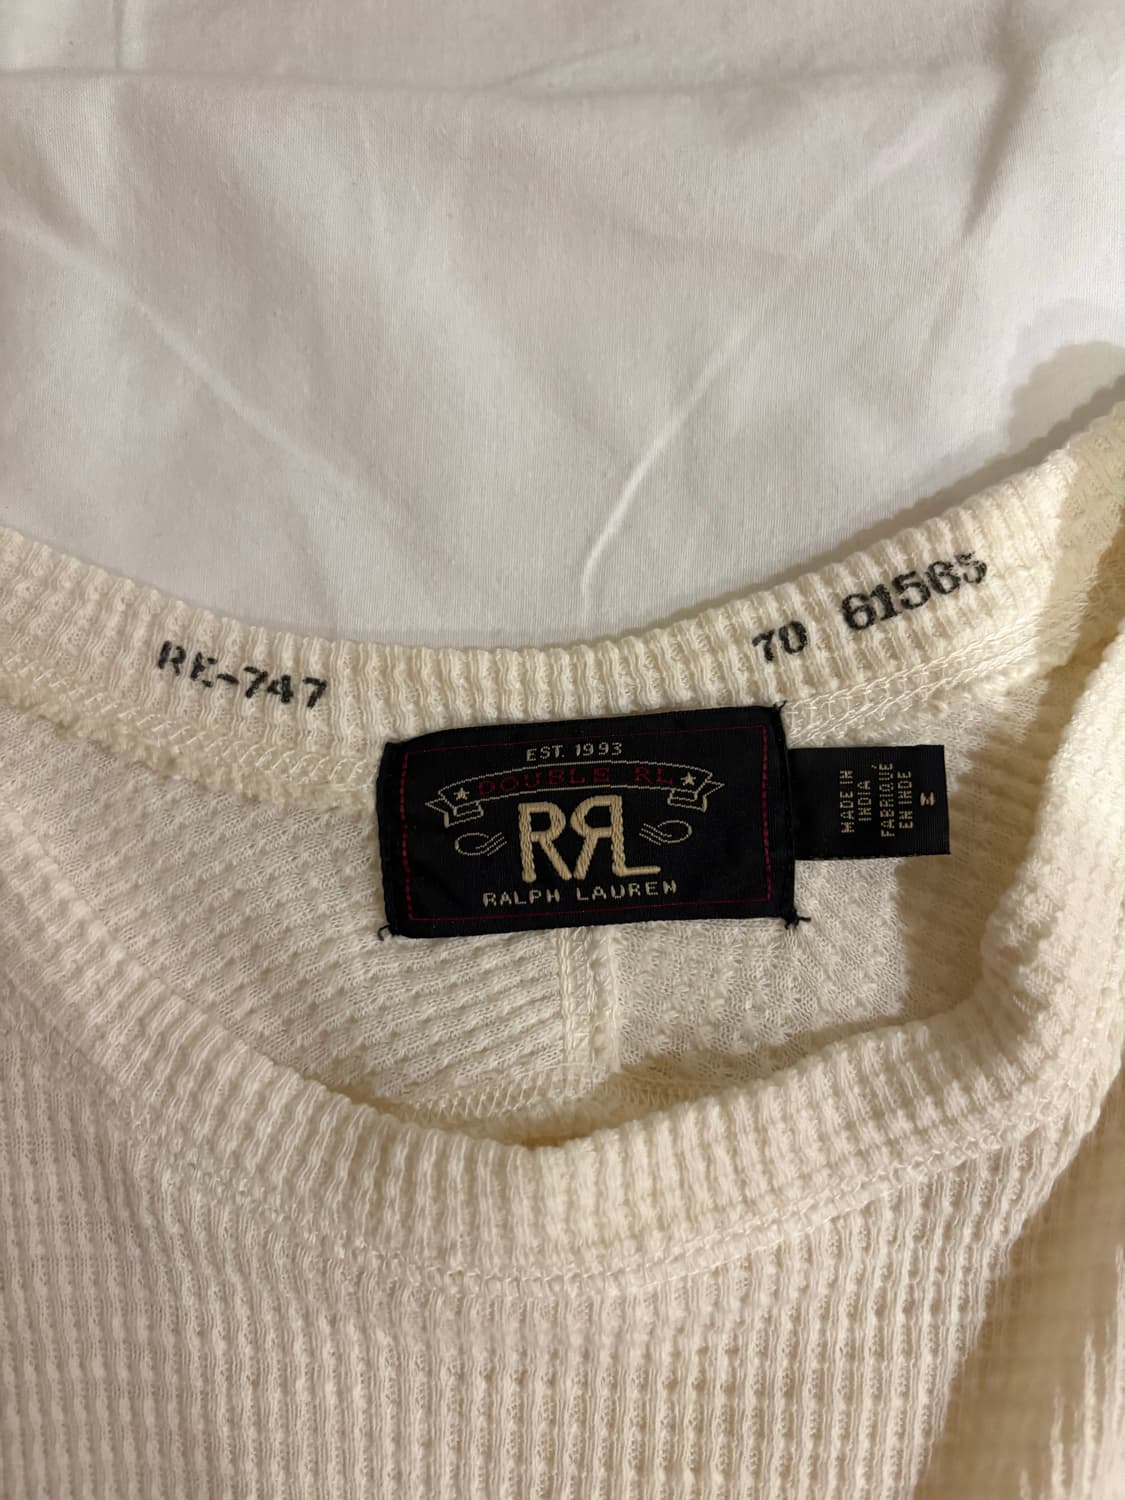 RE-747
70 61565
EST. 1993
DOUBLE RL
RRL
RALPH LAUREN
MADE IN
INDIA
FABRIQUÉ
EN INDE
M